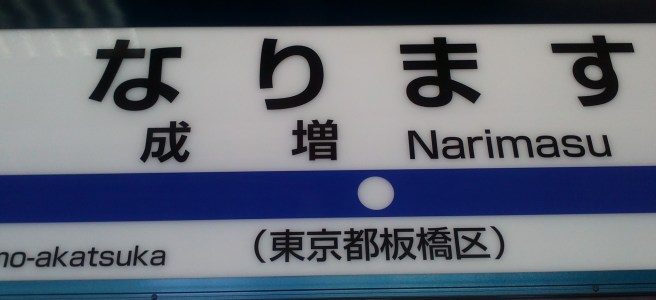 なります
成増 Narimasu
no-akatsuka (東京都板橋区)